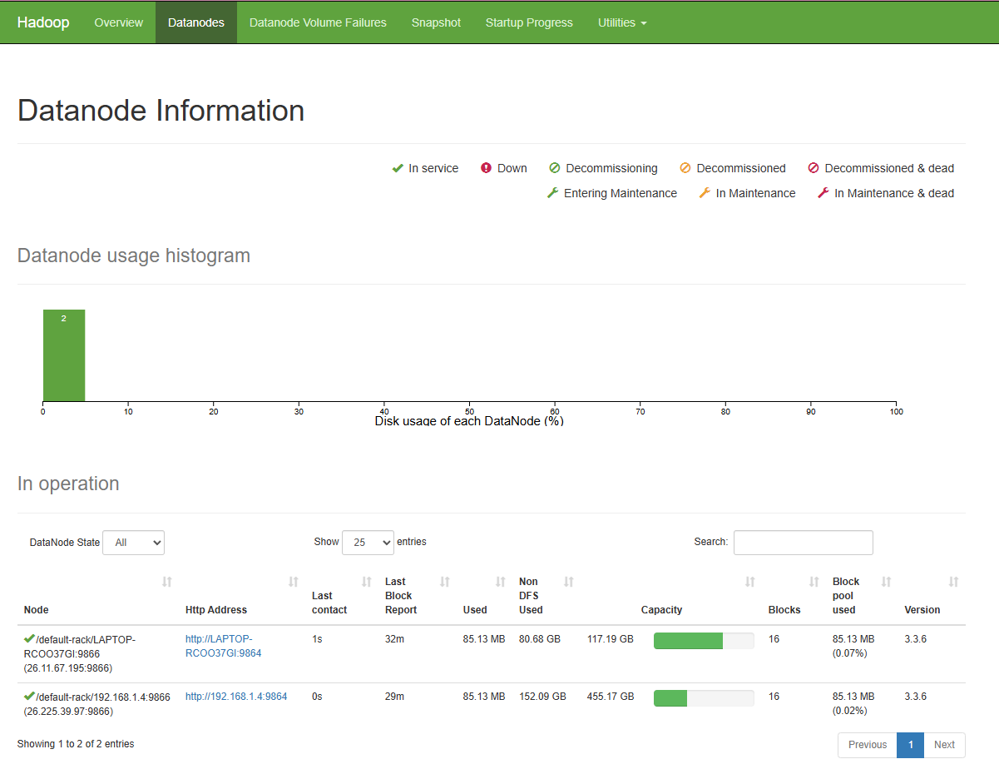 Hadoop Overview Datanodes Datanode Volume Failures Snapshot Startup Progress Utilities
Datanode Information
In service Down Decommissioning Decommissioned Decommissioned & dead
Entering Maintenance In Maintenance In Maintenance & dead
Datanode usage histogram
2
0 10 20 30 40 50 60 70 80 90 100
Disk usage of each DataNode (%)
In operation
DataNode State All Show 25 entries Search:
Node Http Address Last contact Last Block Report Used Non DFS Used Capacity Blocks Block pool used Version
/default-rack/LAPTOP- http://LAPTOP- 1s 32m 85.13 MB 80.68 GB 117.19 GB 16 85.13 MB 3.3.6
RCOO37GI:9866 RCOO37GI:9864 (0.07%)
(26.11.67.195:9866)
/default-rack/192.168.1.4:9866 http://192.168.1.4:9864 0s 29m 85.13 MB 152.09 GB 455.17 GB 16 85.13 MB 3.3.6
(26.225.39.97:9866) (0.02%)
Showing 1 to 2 of 2 entries Previous 1 Next